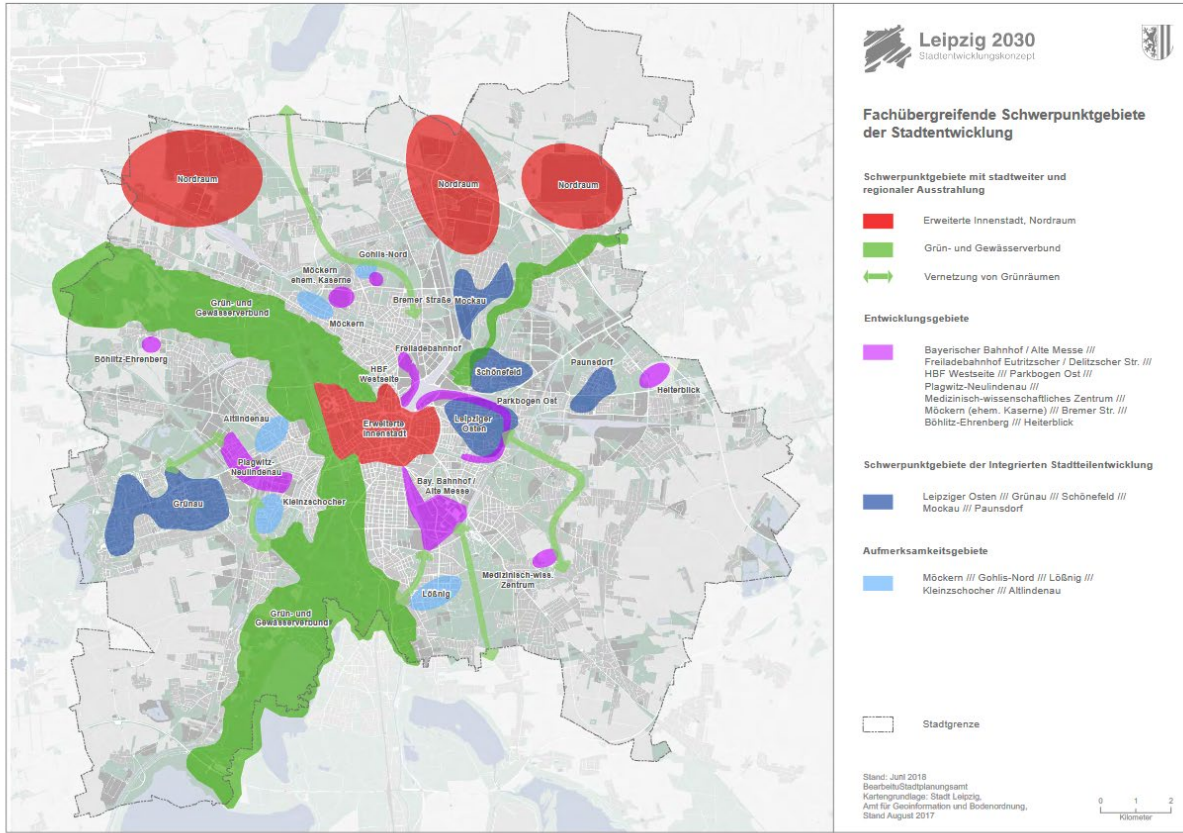 Nordraum
Nordraum
Nordraum
Gohlis-Nord
Möckern
ehem. Kaserne
Bremer Straße
Mockau
Grün- und
Gewässerverbund
Möckern
Freiladebahnhof
Böhlitz-Ehrenberg
HBF
Westseite
Schönefeld
Paunsdorf
Heiterblick
Parkbogen Ost
Altlindenau
Erweiterte
Innenstadt
Leipziger
Osten
Plagwitz-
Neulindenau
Bay. Bahnhof /
Alte Messe
Grünau
Kleinzschocher
Medizinisch-wiss.
Zentrum
Lößnig
Grün- und
Gewässerverbund
Leipzig 2030
Stadtentwicklungskonzept
Fachübergreifende Schwerpunktgebiete
der Stadtentwicklung
Schwerpunktgebiete mit stadtweiter und
regionaler Ausstrahlung
Erweiterte Innenstadt, Nordraum
Grün- und Gewässerverbund
Vernetzung von Grünräumen
Entwicklungsgebiete
Bayerischer Bahnhof / Alte Messe ///
Freiladebahnhof Eutritzscher / Delitzscher Str. ///
HBF Westseite /// Parkbogen Ost ///
Plagwitz-Neulindenau ///
Medizinisch-wissenschaftliches Zentrum ///
Möckern (ehem. Kaserne) /// Bremer Str. ///
Böhlitz-Ehrenberg /// Heiterblick
Schwerpunktgebiete der Integrierten Stadtteilentwicklung
Leipziger Osten /// Grünau /// Schönefeld ///
Mockau /// Paunsdorf
Aufmerksamkeitsgebiete
Möckern /// Gohlis-Nord /// Lößnig ///
Kleinzschocher /// Altlindenau
Stadtgrenze
Stand: Juni 2018
BearbeituStadtplanungsamt
Kartengrundlage: Stadt Leipzig,
Amt für Geoinformation und Bodenordnung,
Stand August 2017
0 1 2
Kilometer